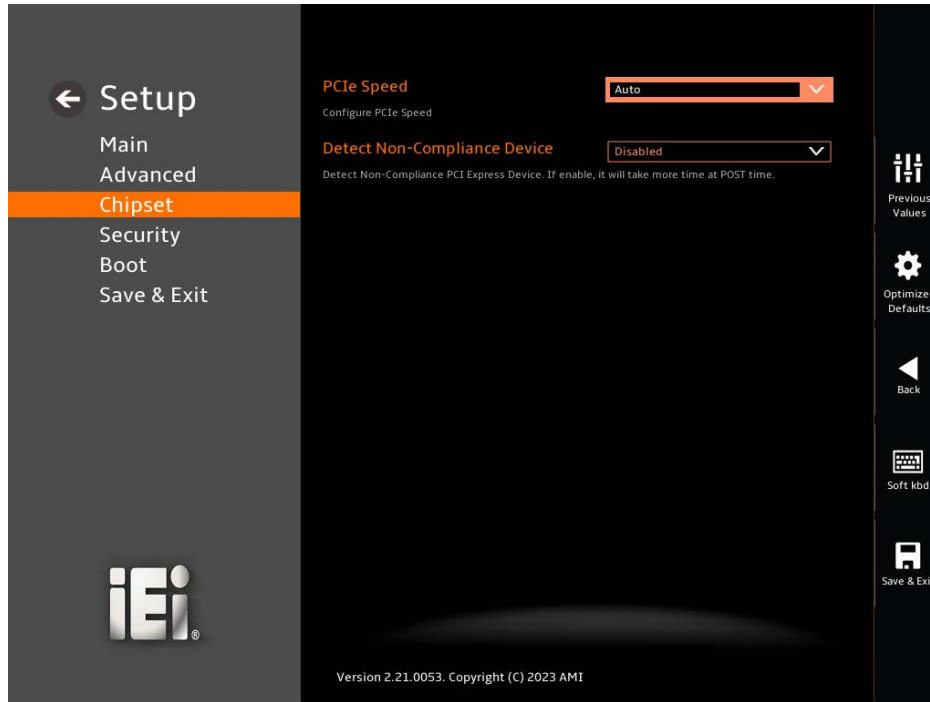 Setup
Main
Advanced
Chipset
Security
Boot
Save & Exit
PCIe Speed
Auto
Configure PCIe Speed
Detect Non-Compliance Device
Disabled
Detect Non-Compliance PCI Express Device. If enable, it will take more time at POST time.
Previous
Values
Optimize
Defaults
Back
Soft kbd
Save & Exi
iEi®
Version 2.21.0053. Copyright (C) 2023 AMI